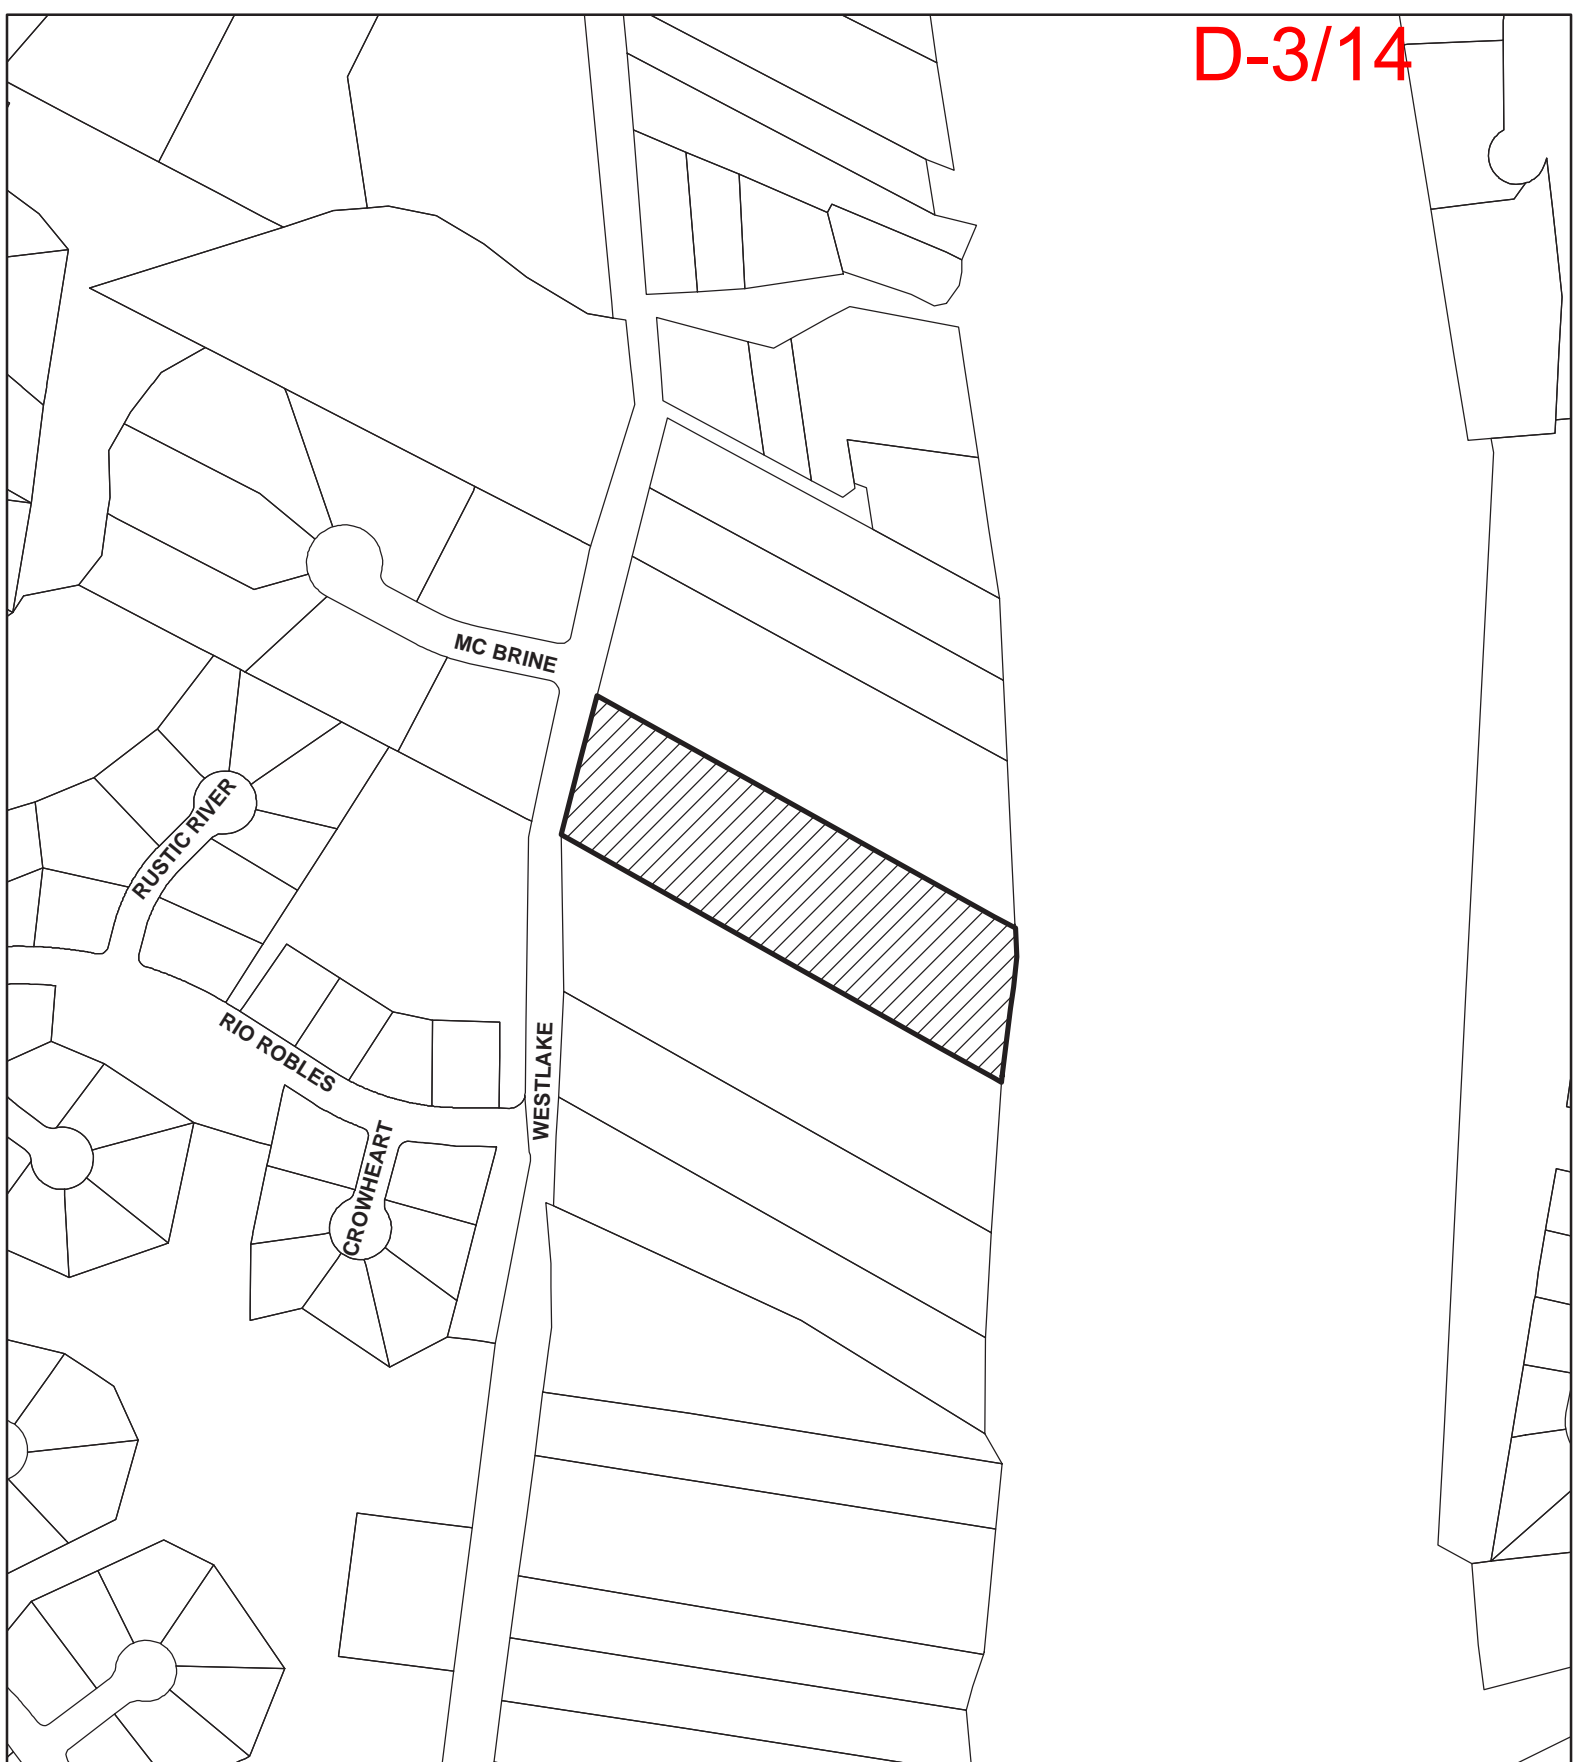 D-3/14
MC BRINE
RUSTIC RIVER
RIO ROBLES
WESTLAKE
CROWHEART